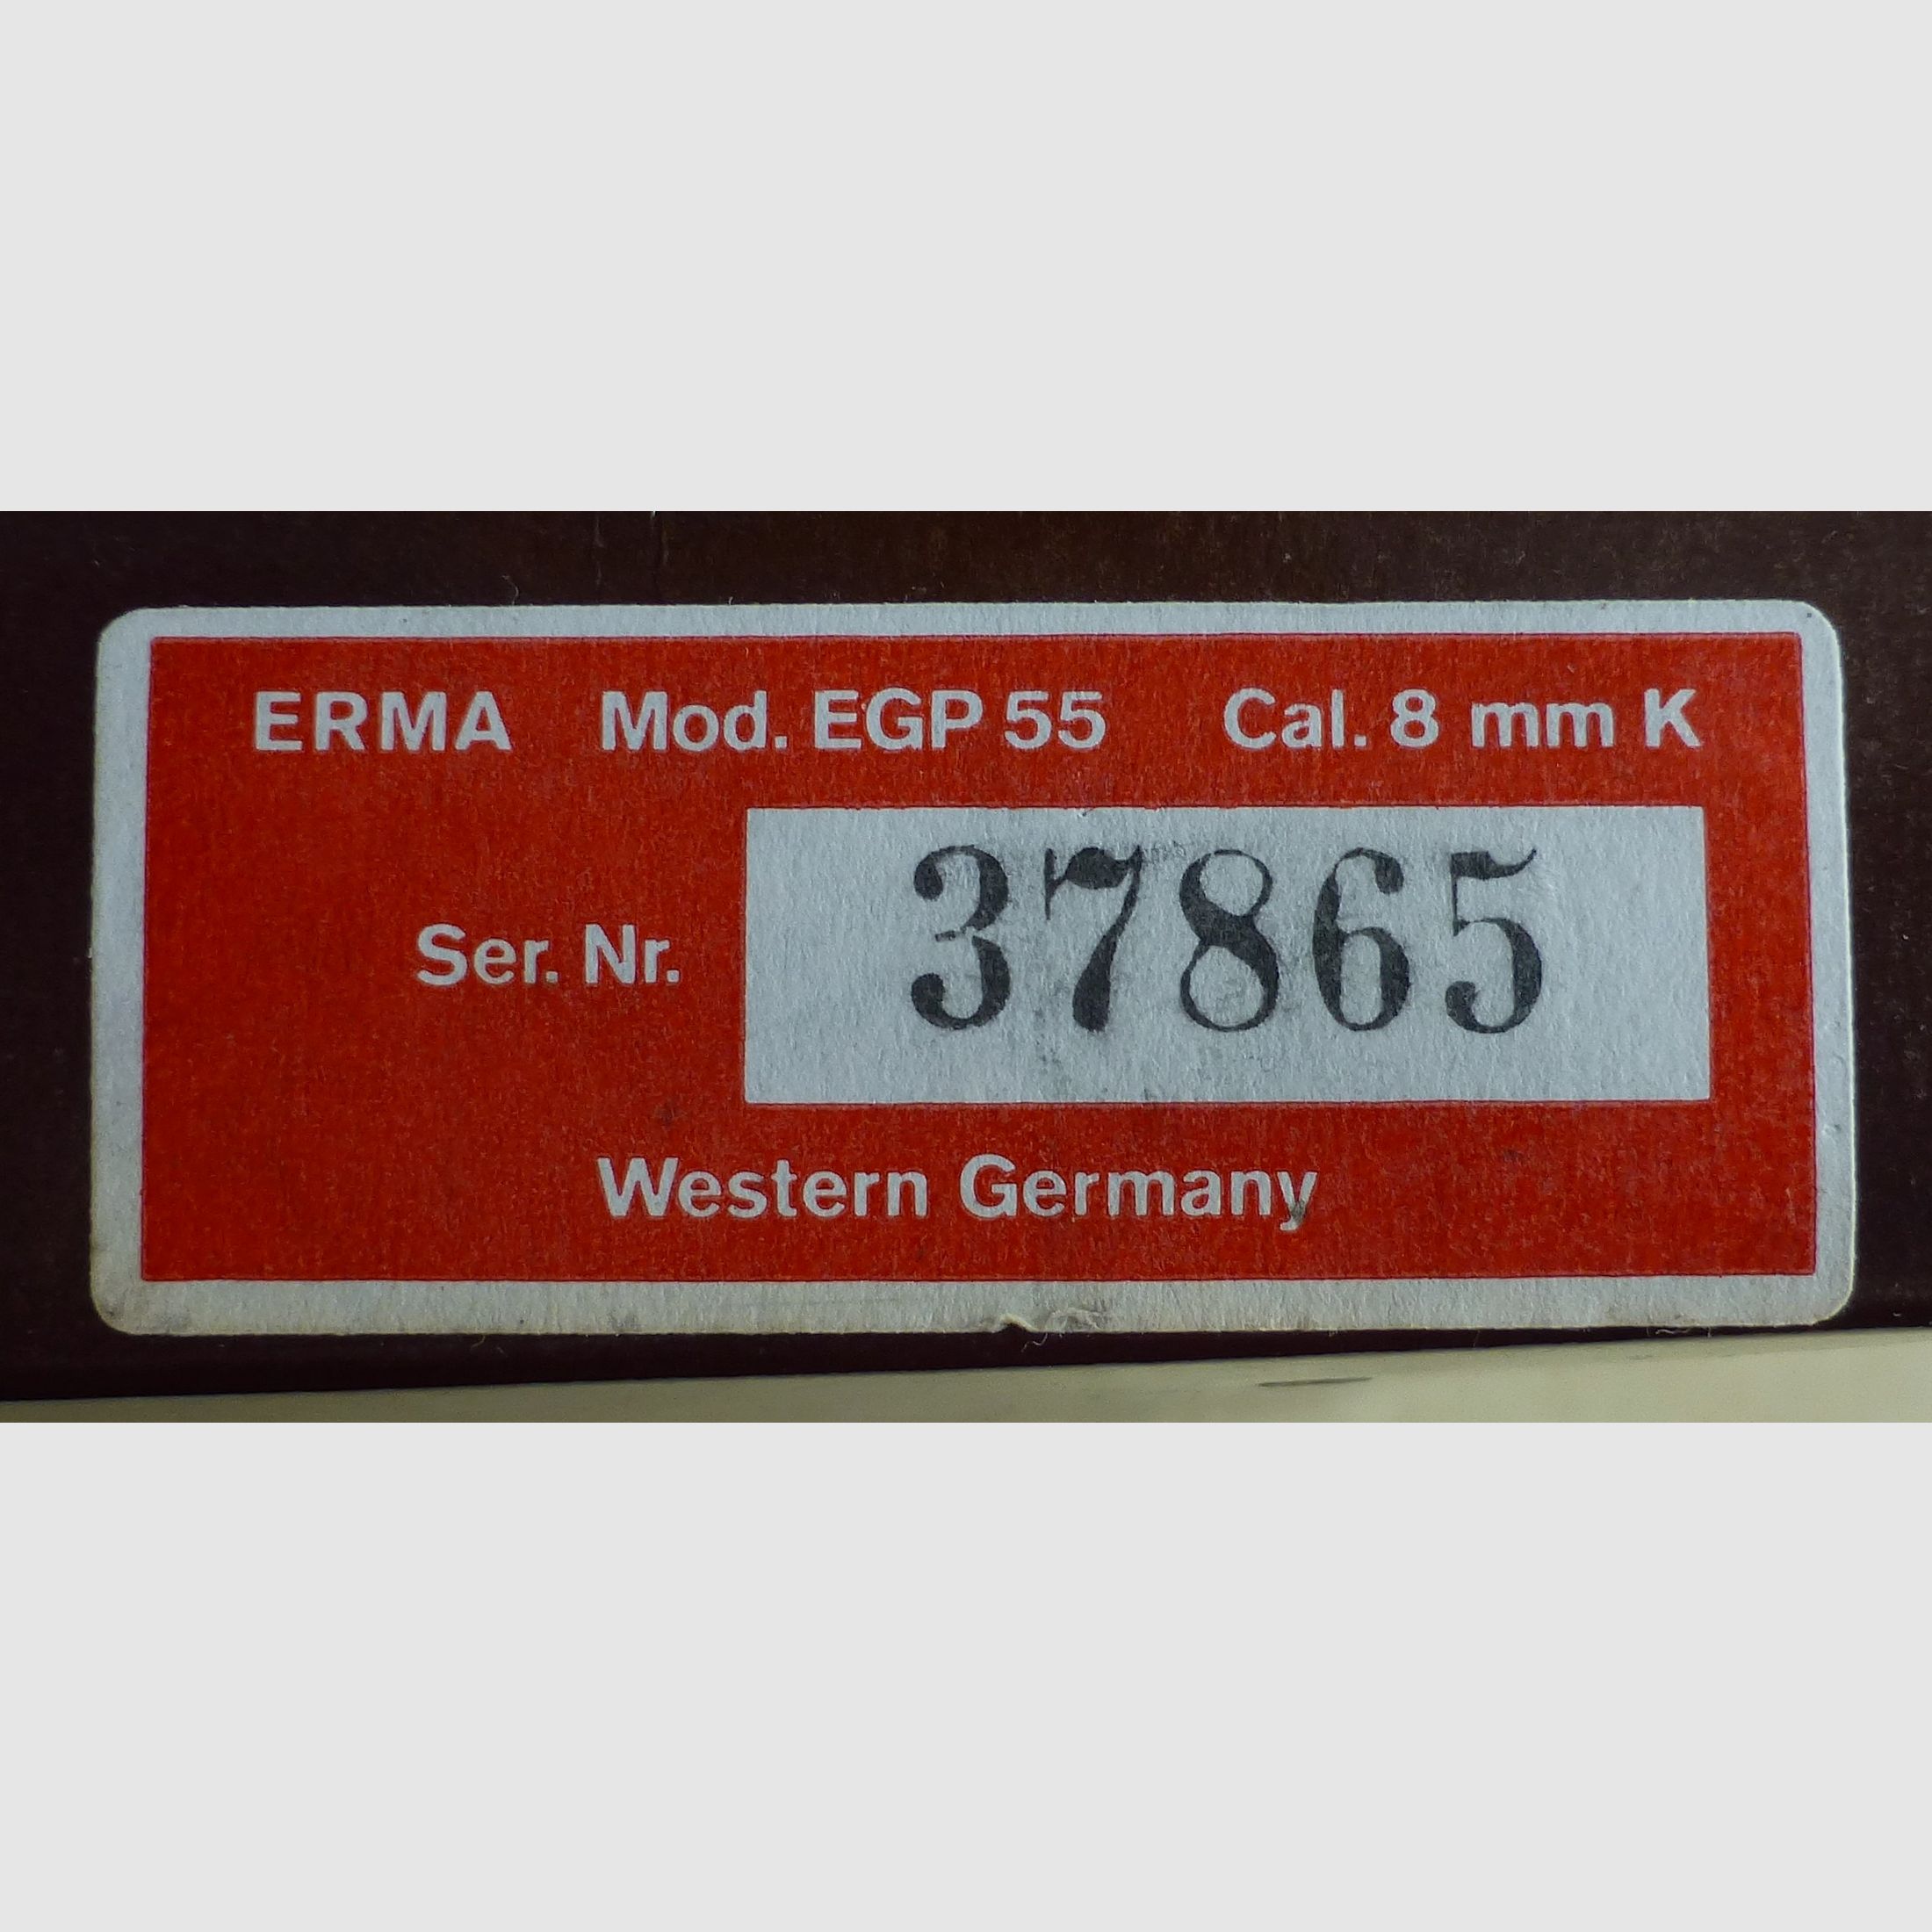 ERMA Mod. EGP 55 Cal. 8 mm K
Ser. Nr. 37865
Western Germany